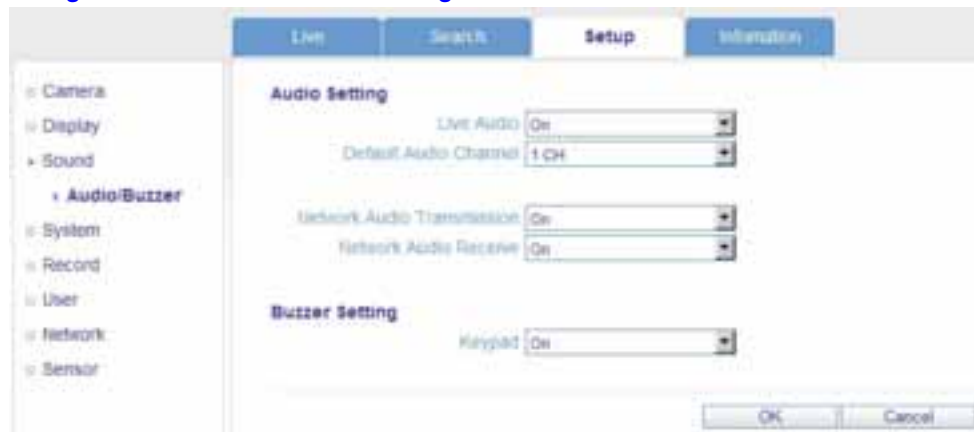 Live Search Setup Infomation
Camera
Display
Sound
Audio/Buzzer
System
Record
User
Network
Sensor
Audio Setting
Live Audio On
Default Audio Channel 1 CH
Network Audio Transmission On
Network Audio Receive On
Buzzer Setting
Keypad On
OK Cancel